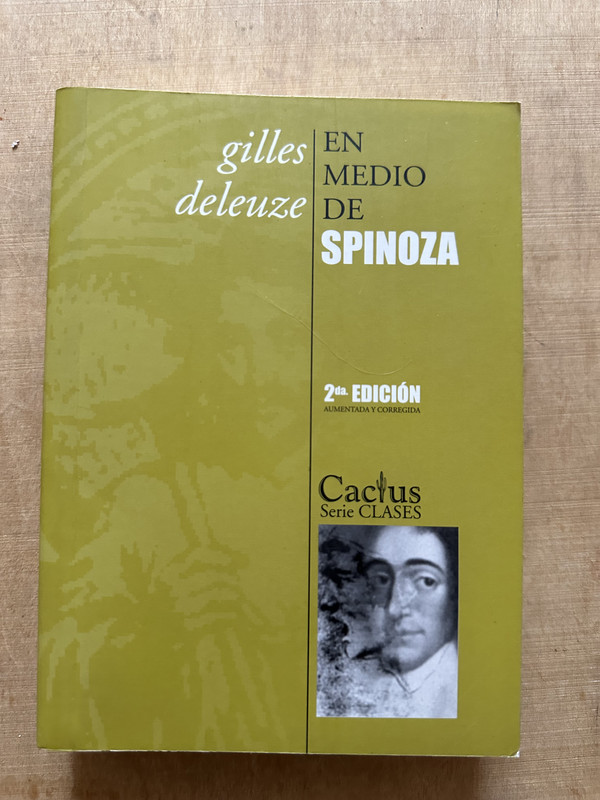 gilles
deleuze
EN
MEDIO
DE
SPINOZA
2da. EDICIÓN
AUMENTADA Y CORREGIDA
Cactus
Serie CLASES